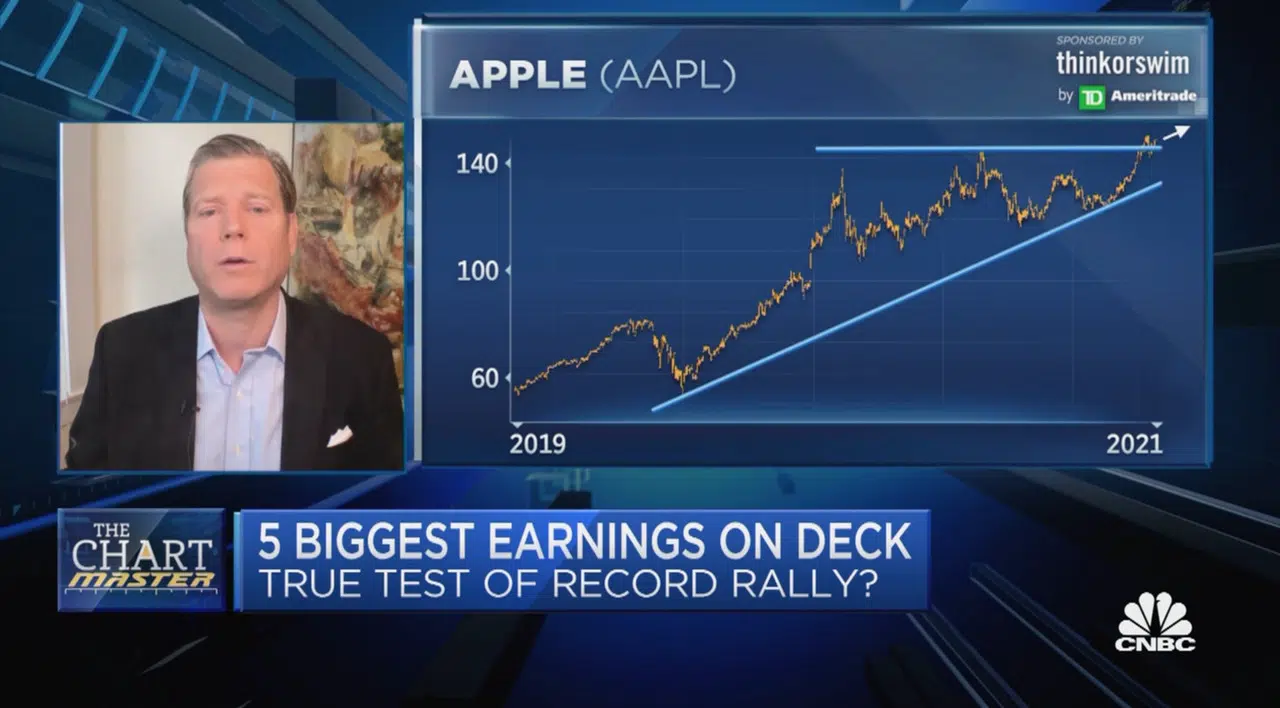 APPLE (AAPL)
SPONSORED BY
thinkorswim
by TD Ameritrade
140
100
60
2019
2021
THE
CHART
MASTER
5 BIGGEST EARNINGS ON DECK
TRUE TEST OF RECORD RALLY?
CNBC